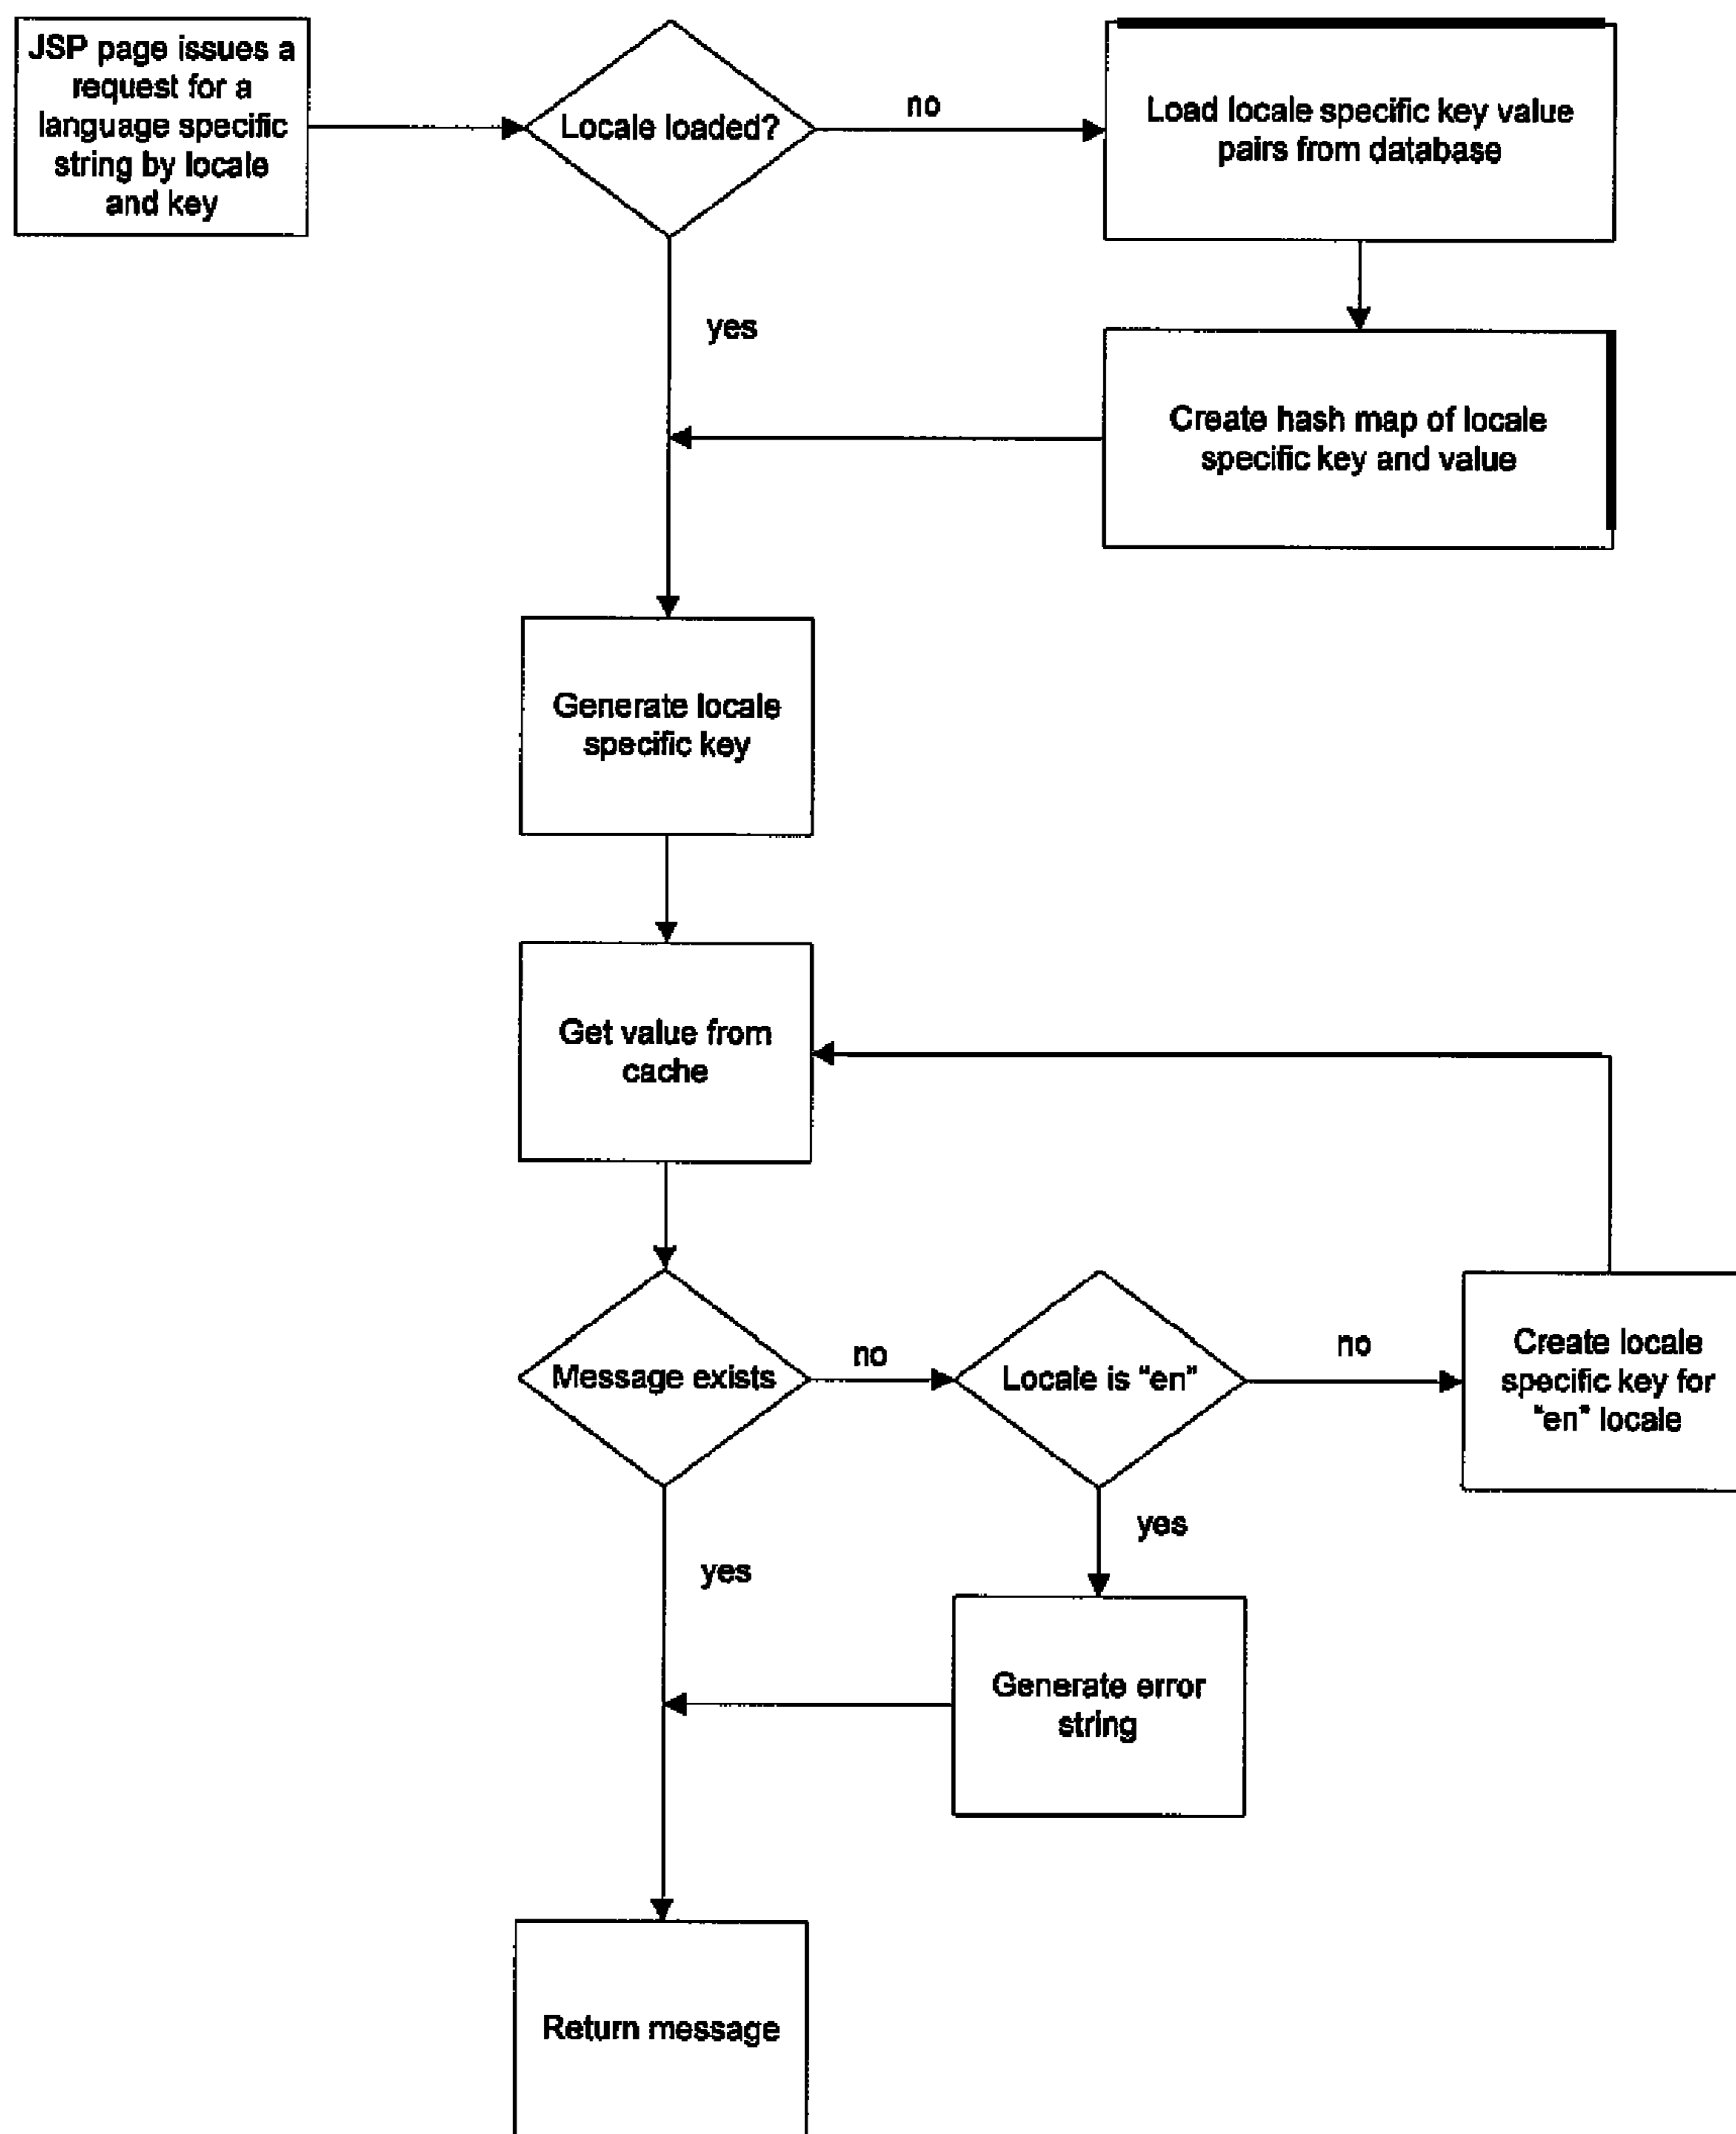 JSP page issues a
request for a
language specific
string by locale
and key
Locale loaded?
no
Load locale specific key value
pairs from database
yes
Create hash map of locale
specific key and value
Generate locale
specific key
Get value from
cache
Message exists
no
Locale is "en"
no
Create locale
specific key for
"en" locale
yes
yes
Generate error
string
Return message